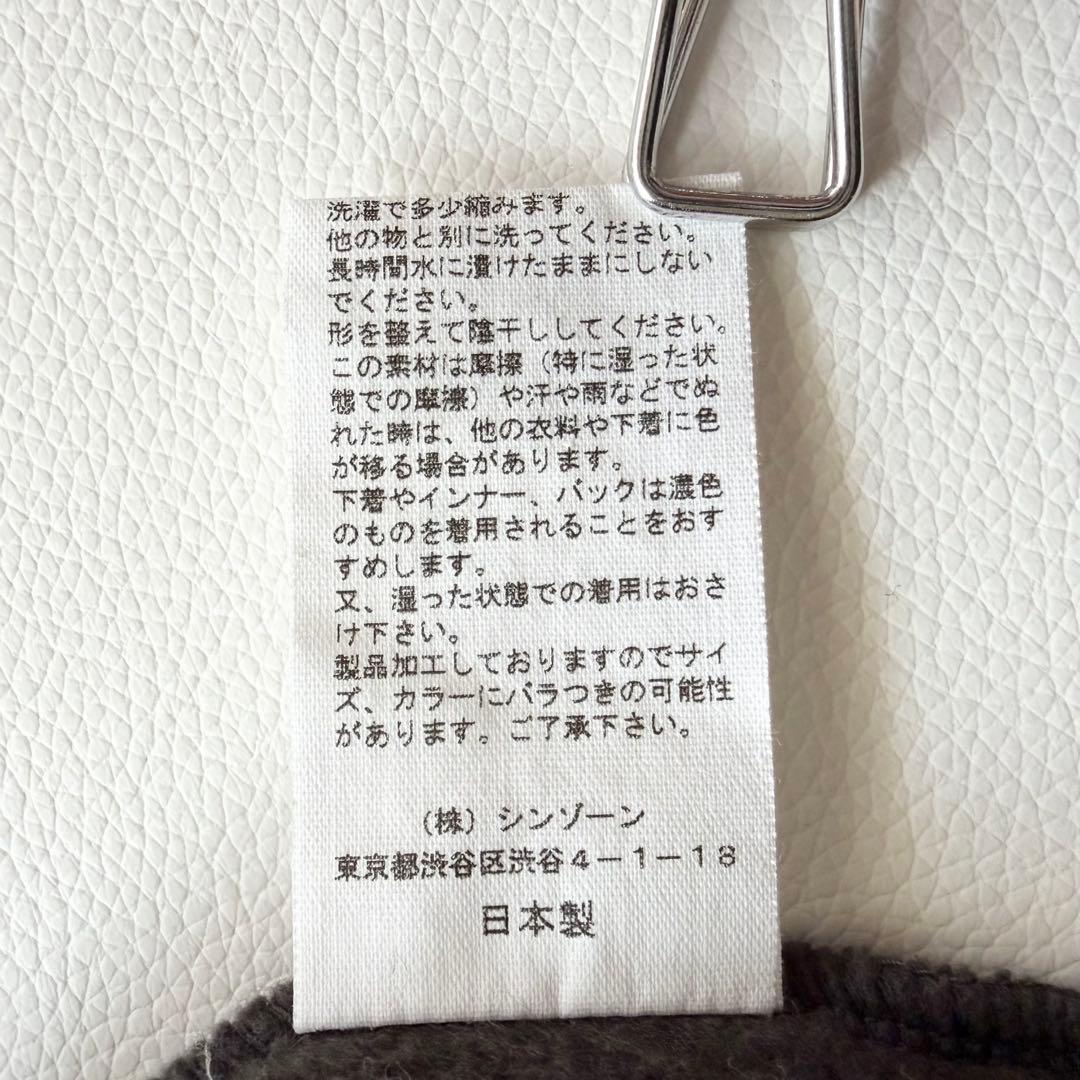 洗濯で多少縮みます。
他の物と別に洗ってください。
長時間水に漬けたままにしない
でください。
形を整えて陰干ししてください。
この素材は摩擦（特に湿った状
態での摩擦）や汗や雨などでぬ
れた時は、他の衣料や下着に色
が移る場合があります。
下着やインナー、バックは濃色
のものを着用されることをおす
すめします。
又、湿った状態での着用はおさ
け下さい。
製品加工しておりますのでサイ
ズ、カラーにバラつきの可能性
があります。ご了承下さい。
（株）シンゾーン
東京都渋谷区渋谷４－１－１８
日本製